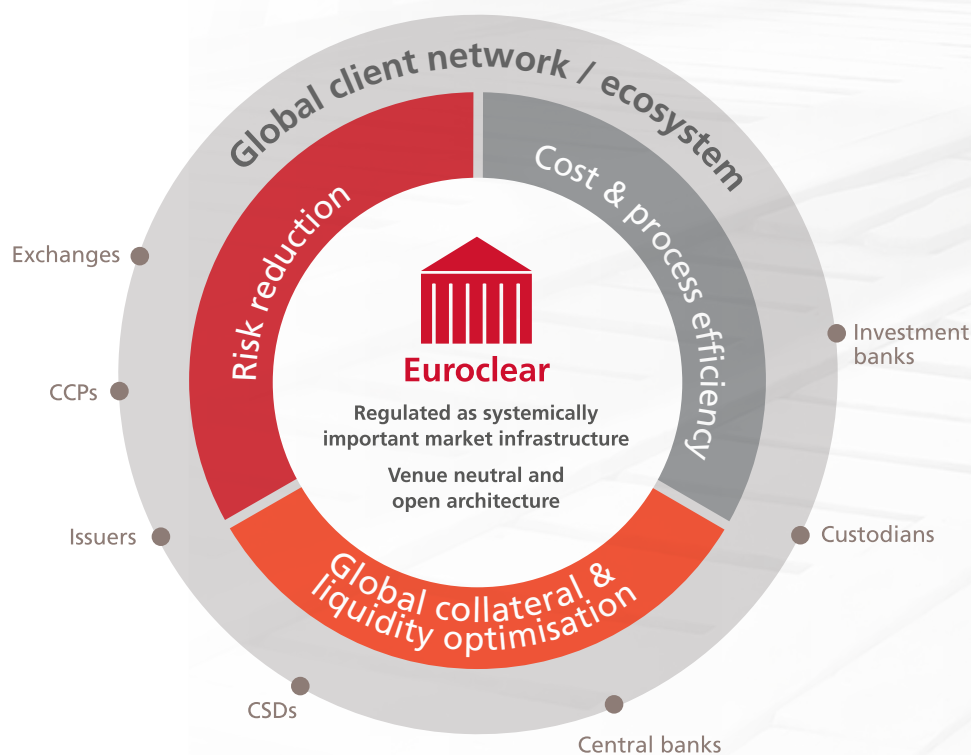 Global client network / ecosystem
Risk reduction
Cost & process efficiency
Global collateral &
liquidity optimisation
Euroclear
Regulated as systemically
important market infrastructure
Venue neutral and
open architecture
Exchanges
CCPs
Issuers
CSDs
Central banks
Custodians
Investment
banks